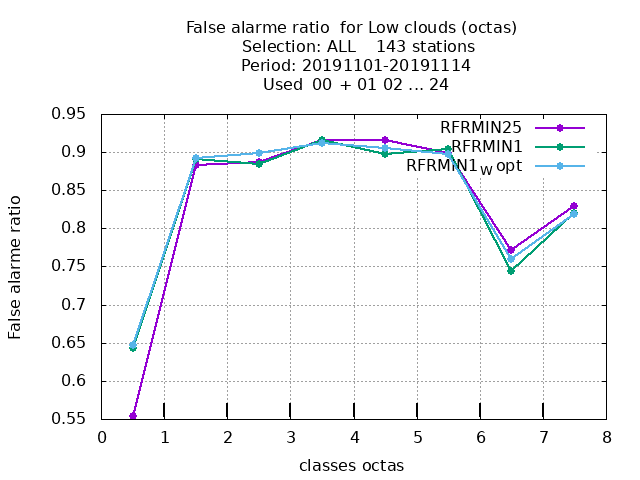 False alarme ratio  for Low clouds (octas)
Selection: ALL    143 stations
Period: 20191101-20191114
Used  00 + 01 02 ... 24
RFRMIN25
RFRMIN1
RFRMIN1w opt
0.95
0.9
0.85
0.8
0.75
0.7
0.65
0.6
0.55
False alarme ratio
0 1 2 3 4 5 6 7 8
classes octas